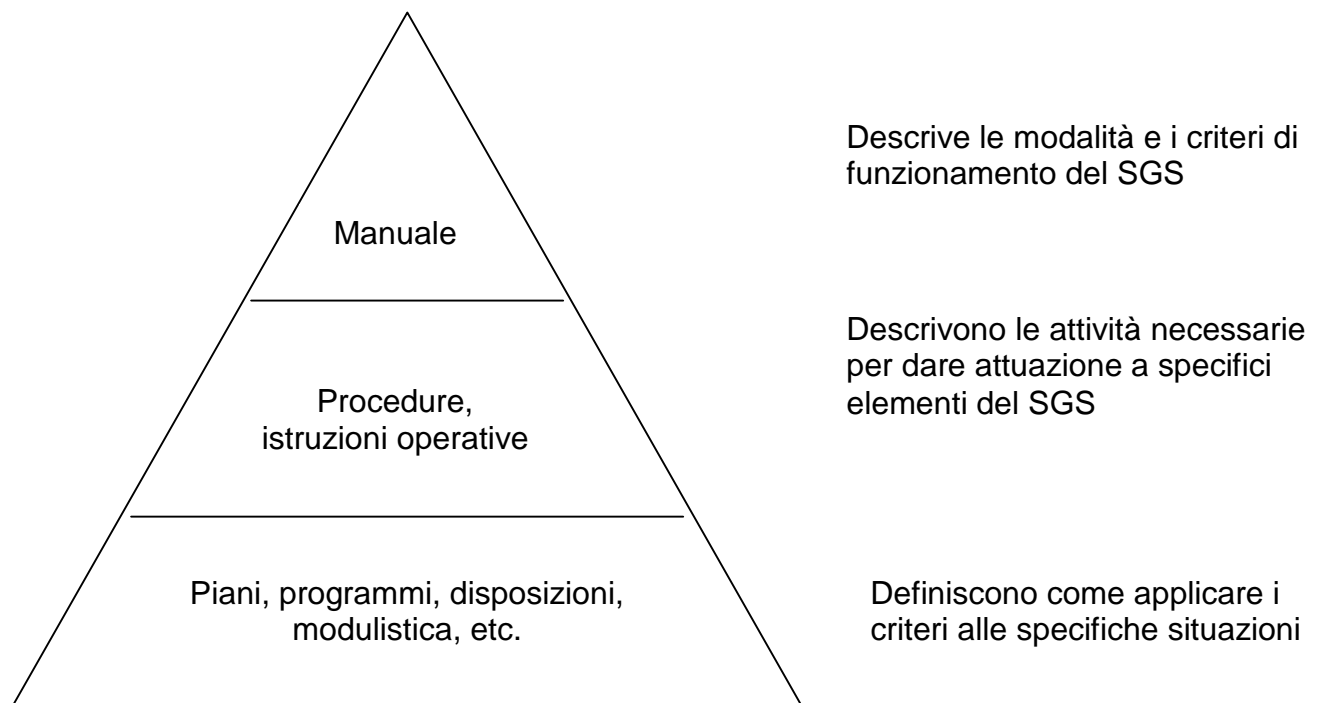 Descrive le modalità e i criteri di
funzionamento del SGS
Manuale
Descrivono le attività necessarie
per dare attuazione a specifici
elementi del SGS
Procedure,
istruzioni operative
Piani, programmi, disposizioni,
modulistica, etc.
Definiscono come applicare i
criteri alle specifiche situazioni